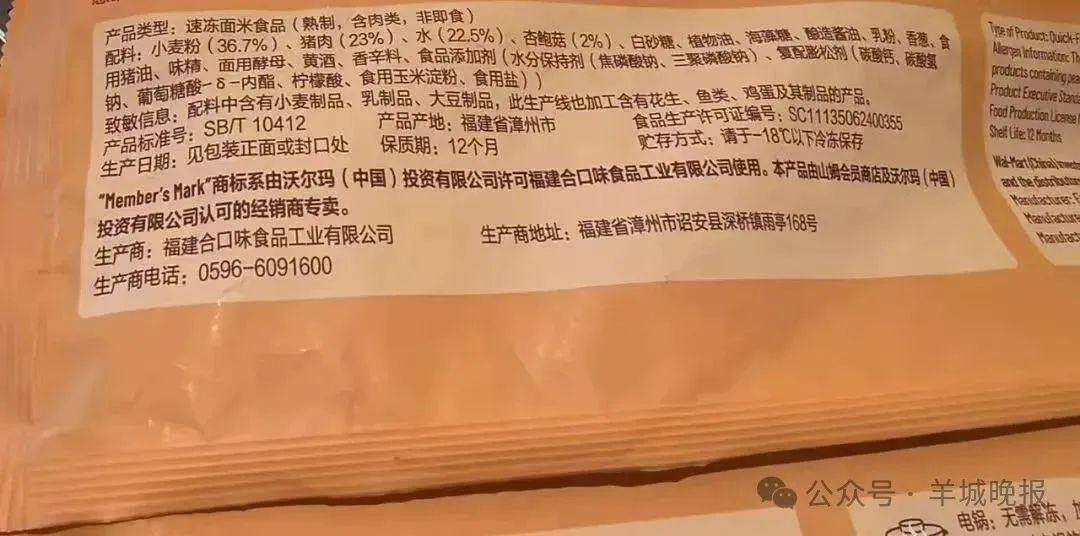 产品类型：速冻面米食品（熟制，含肉类，非即食）
配料：小麦粉（36.7%）、猪肉（23%）、水（22.5%）、杏鲍菇（2%）、白砂糖、植物油、海藻糖、酿造酱油、乳粉、香葱、食
用猪油、味精、面用酵母、黄酒、香辛料、食品添加剂（水分保持剂（焦磷酸钠、三聚磷酸钠）、复配膨松剂（碳酸钙、碳酸氢
钠、葡萄糖酸-δ-内酯、柠檬酸、食用玉米淀粉、食用盐））
致敏信息：配料中含有小麦制品、乳制品、大豆制品，此生产线也加工含有花生、鱼类、鸡蛋及其制品的产品。
产品标准号：SB/T 10412 产品产地：福建省漳州市 食品生产许可证编号：SC11135062400355
生产日期：见包装正面或封口处 保质期：12个月 贮存方式：请于-18℃以下冷冻保存
"Member's Mark"商标系由沃尔玛（中国）投资有限公司许可福建合口味食品工业有限公司使用。本产品由山姆会员商店及沃尔玛（中国）
投资有限公司认可的经销商专卖。
生产商：福建合口味食品工业有限公司 生产商地址：福建省漳州市诏安县深桥镇雨亭168号
生产商电话：0596-6091600
Type of Product: Quick-F
Allergen Information: Th
products containing pea
Product Executive Stand
Food Production License
Shelf Life: 12 Months
Wal-Mart (China) Invest
and the distributor
Manufacturer: F
Manufactu
Manufact
公众号·羊城晚报
电锅：无需解冻，